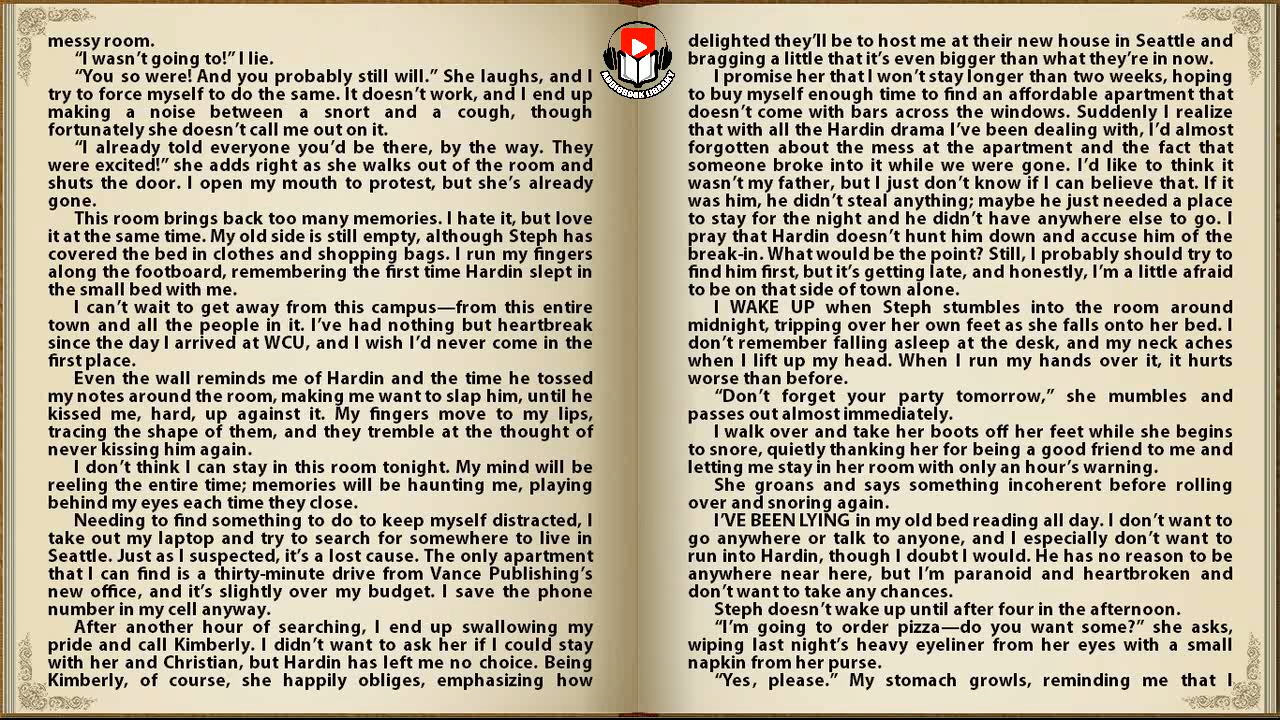 messy room.
“I wasn’t going to!” I lie.
“You so were! And you probably still will.” She laughs, and I
try to force myself to do the same. It doesn’t work, and I end up
making a noise between a snort and a cough, though
fortunately she doesn’t call me out on it.
“I already told everyone you’d be there, by the way. They
were excited!” she adds right as she walks out of the room and
shuts the door. I open my mouth to protest, but she’s already
gone.
This room brings back too many memories. I hate it, but love
it at the same time. My old side is still empty, although Steph has
covered the bed in clothes and shopping bags. I run my fingers
along the footboard, remembering the first time Hardin slept in
the small bed with me.
I can’t wait to get away from this campus—from this entire
town and all the people in it. I’ve had nothing but heartbreak
since the day I arrived at WCU, and I wish I’d never come in the
first place.
Even the wall reminds me of Hardin and the time he tossed
my notes around the room, making me want to slap him, until he
kissed me, hard, up against it. My fingers move to my lips,
tracing the shape of them, and they tremble at the thought of
never kissing him again.
I don’t think I can stay in this room tonight. My mind will be
reeling the entire time; memories will be haunting me, playing
behind my eyes each time they close.
Needing to find something to do to keep myself distracted, I
take out my laptop and try to search for somewhere to live in
Seattle. Just as I suspected, it’s a lost cause. The only apartment
that I can find is a thirty-minute drive from Vance Publishing’s
new office, and it’s slightly over my budget. I save the phone
number in my cell anyway.
After another hour of searching, I end up swallowing my
pride and call Kimberly. I didn’t want to ask her if I could stay
with her and Christian, but Hardin has left me no choice. Being
Kimberly, of course, she happily obliges, emphasizing how
AUDIOBOOK LIBRARY
delighted they’ll be to host me at their new house in Seattle and
bragging a little that it’s even bigger than what they’re in now.
I promise her that I won’t stay longer than two weeks, hoping
to buy myself enough time to find an affordable apartment that
doesn’t come with bars across the windows. Suddenly I realize
that with all the Hardin drama I’ve been dealing with, I’d almost
forgotten about the mess at the apartment and the fact that
someone broke into it while we were gone. I’d like to think it
wasn’t my father, but I just don’t know if I can believe that. If it
was him, he didn’t steal anything; maybe he just needed a place
to stay for the night and he didn’t have anywhere else to go. I
pray that Hardin doesn’t hunt him down and accuse him of the
break-in. What would be the point? Still, I probably should try to
find him first, but it’s getting late, and honestly, I’m a little afraid
to be on that side of town alone.
I WAKE UP when Steph stumbles into the room around
midnight, tripping over her own feet as she falls onto her bed. I
don’t remember falling asleep at the desk, and my neck aches
when I lift up my head. When I run my hands over it, it hurts
worse than before.
“Don’t forget your party tomorrow,” she mumbles and
passes out almost immediately.
I walk over and take her boots off her feet while she begins
to snore, quietly thanking her for being a good friend to me and
letting me stay in her room with only an hour’s warning.
She groans and says something incoherent before rolling
over and snoring again.
I’VE BEEN LYING in my old bed reading all day. I don’t want to
go anywhere or talk to anyone, and I especially don’t want to
run into Hardin, though I doubt I would. He has no reason to be
anywhere near here, but I’m paranoid and heartbroken and
don’t want to take any chances.
Steph doesn’t wake up until after four in the afternoon.
“I’m going to order pizza—do you want some?” she asks,
wiping last night’s heavy eyeliner from her eyes with a small
napkin from her purse.
“Yes, please.” My stomach growls, reminding me that I